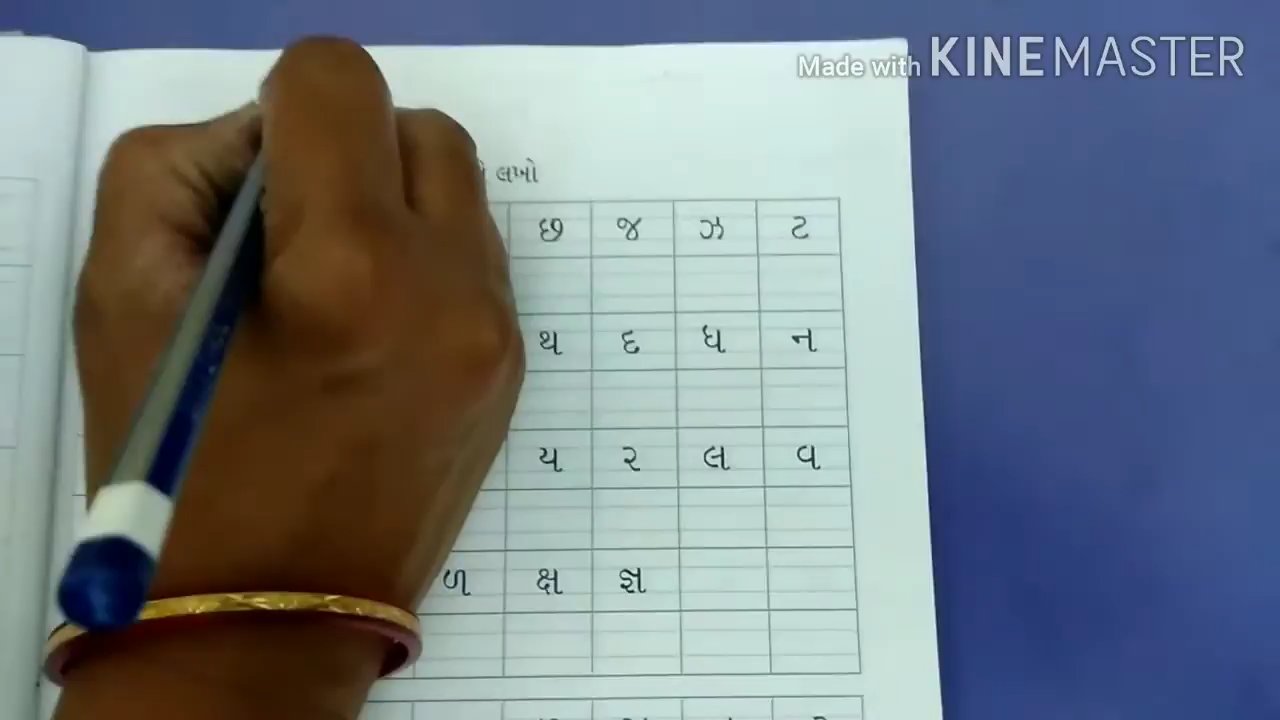 Made with KINEMASTER
લખો
છ જ ઝ ટ
થ દ ધ ન
ય ર લ વ
ળ ક્ષ જ્ઞ